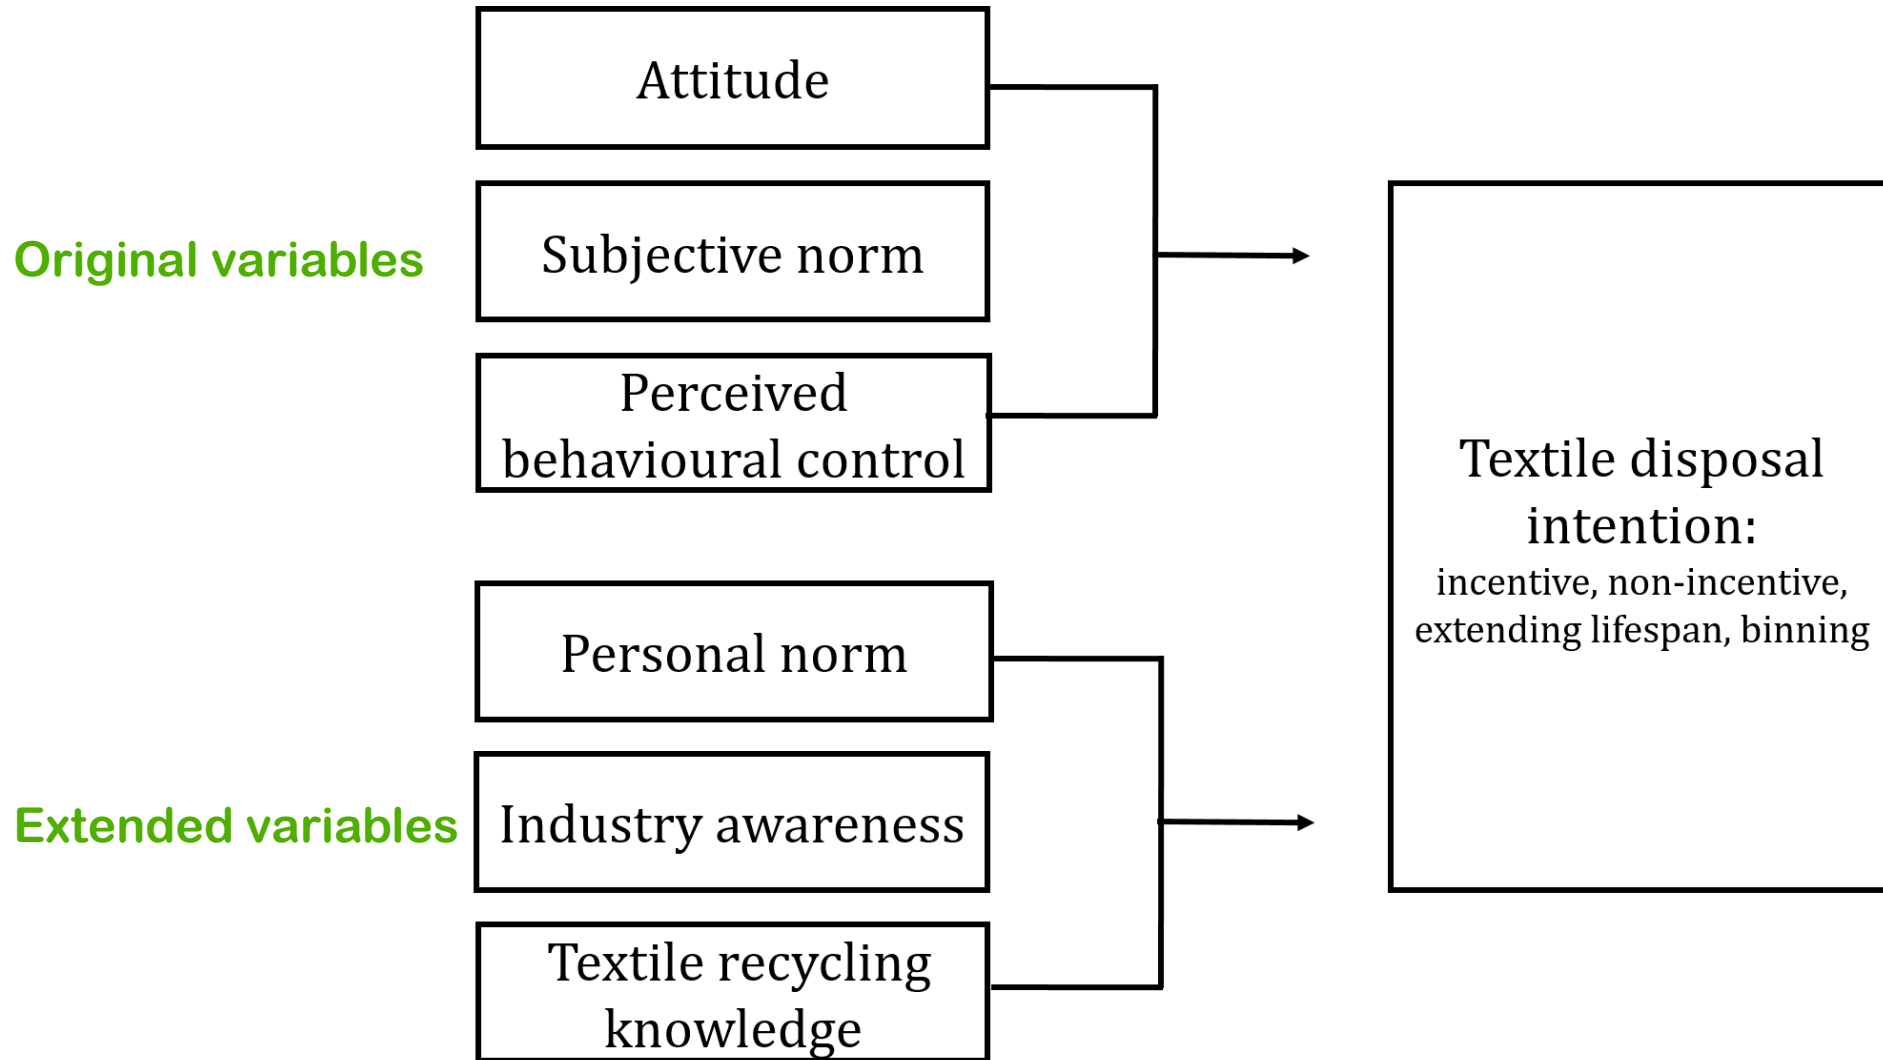 Attitude
Original variables
Subjective norm
Perceived
behavioural control
Personal norm
Extended variables
Industry awareness
Textile recycling
knowledge
Textile disposal
intention:
incentive, non-incentive,
extending lifespan, binning